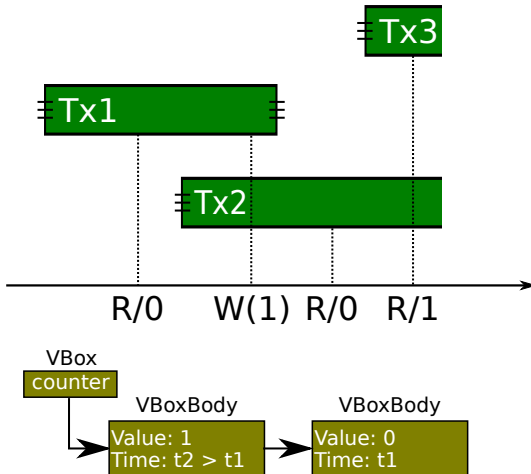 Tx3
Tx1
Tx2
R/0 W(1) R/0 R/1
VBox
counter
VBoxBody VBoxBody
Value: 1 Value: 0
Time: t2 > t1 Time: t1